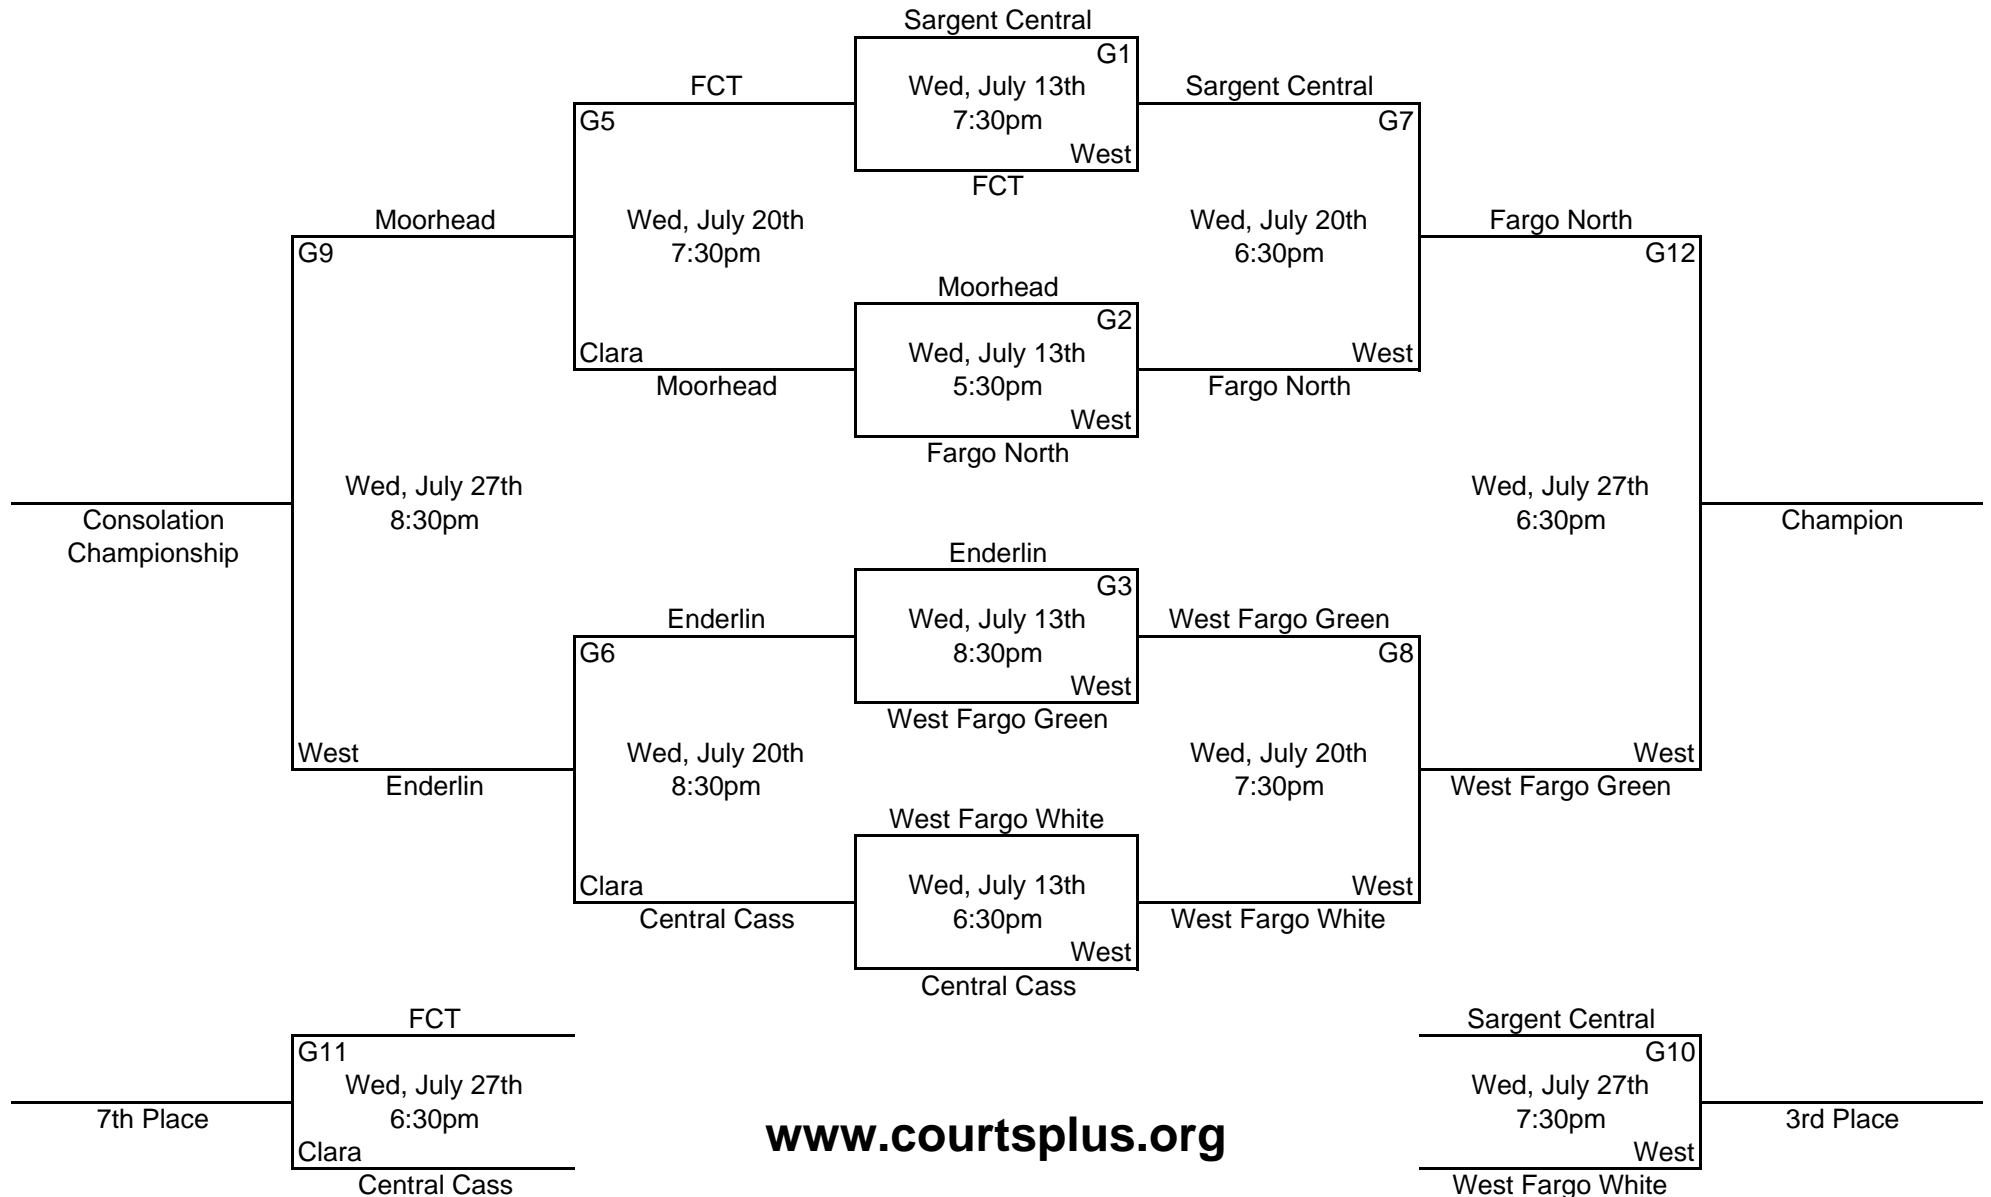 Sargent Central
G1
FCT
Wed, July 13th
Sargent Central
G5
7:30pm
G7
West
FCT
Moorhead
Wed, July 20th
Wed, July 20th
Fargo North
G9
7:30pm
6:30pm
G12
Moorhead
G2
Clara
Wed, July 13th
West
Moorhead
5:30pm
Fargo North
West
Fargo North
Wed, July 27th
Wed, July 27th
Consolation
8:30pm
6:30pm
Champion
Championship
Enderlin
G3
Enderlin
Wed, July 13th
West Fargo Green
G6
8:30pm
G8
West
West Fargo Green
West
Wed, July 20th
Wed, July 20th
West
Enderlin
8:30pm
7:30pm
West Fargo Green
West Fargo White
Clara
Wed, July 13th
West
Central Cass
6:30pm
West Fargo White
West
Central Cass
FCT
Sargent Central
G11
G10
Wed, July 27th
Wed, July 27th
7th Place
6:30pm
7:30pm
3rd Place
www.courtsplus.org
Clara
West
Central Cass
West Fargo White